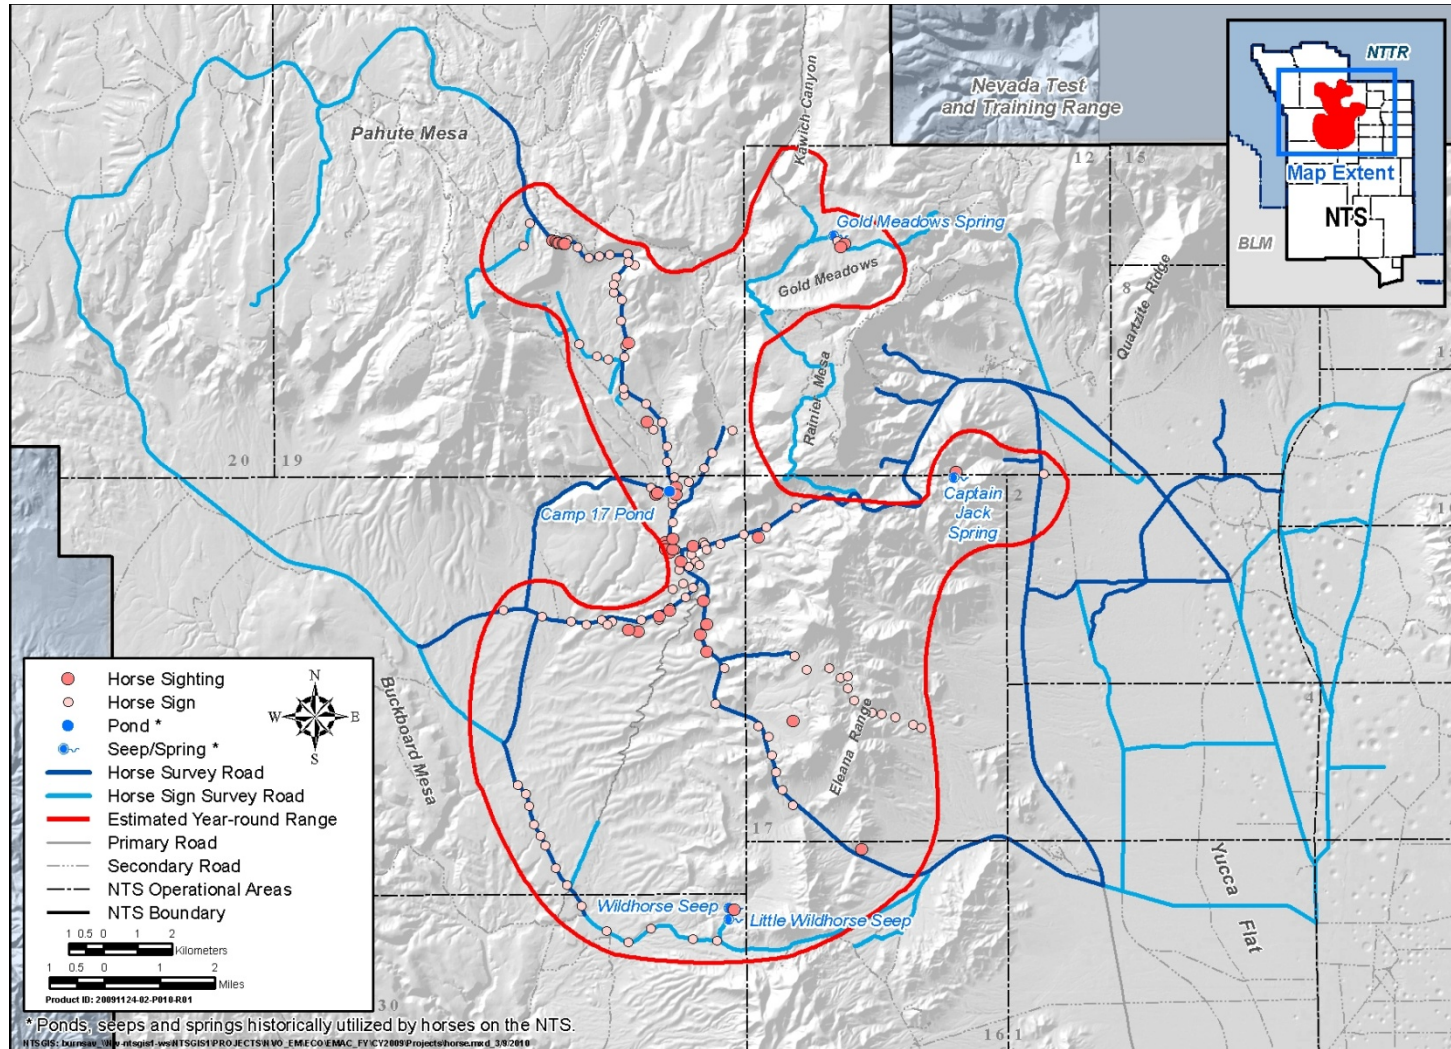 Nevada Test
and Training Range
Kawich Canyon
Pahute Mesa
12
15
NTTR
Map Extent
NTS
BLM
Gold Meadows Spring
Gold Meadows
8
Quartzite Ridge
Rainier Mesa
20
19
Camp 17 Pond
Captain
Jack
Spring
2
4
Buckboard Mesa
Eleana Range
17
Yucca
Flat
Wildhorse Seep
Little Wildhorse Seep
30
16
1
Horse Sighting
Horse Sign
Pond *
Seep/Spring *
Horse Survey Road
Horse Sign Survey Road
Estimated Year-round Range
Primary Road
Secondary Road
NTS Operational Areas
NTS Boundary
N
W
E
S
1 0.5 0 1 2
Kilometers
1 0.5 0 1 2
Miles
Product ID: 20091124-02-P010-R01
* Ponds, seeps and springs historically utilized by horses on the NTS.